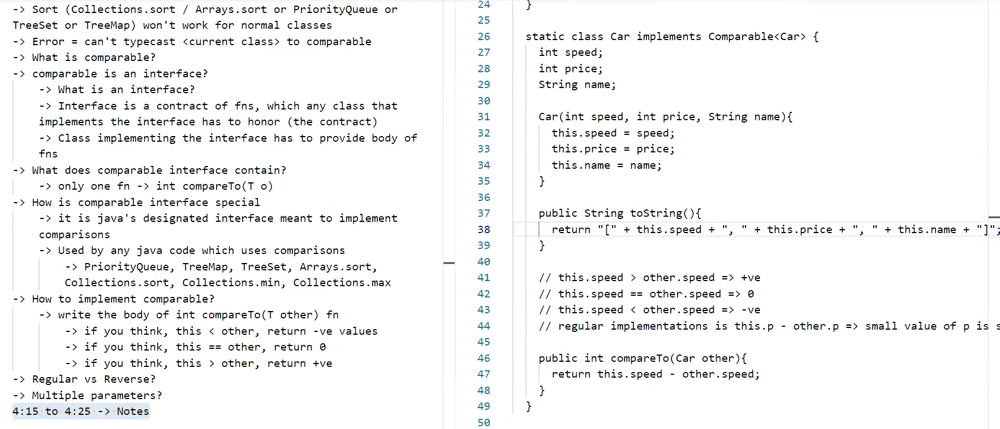 -> Sort (Collections.sort / Arrays.sort or PriorityQueue or
TreeSet or TreeMap) won't work for normal classes
-> Error = can't typecast <current class> to comparable
-> What is comparable?
-> comparable is an interface?
-> What is an interface?
-> Interface is a contract of fns, which any class that
implements the interface has to honor (the contract)
-> Class implementing the interface has to provide body of
fns
-> What does comparable interface contain?
-> only one fn -> int compareTo(T o)
-> How is comparable interface special
-> it is java's designated interface meant to implement
comparisons
-> Used by any java code which uses comparisons
-> PriorityQueue, TreeMap, TreeSet, Arrays.sort,
Collections.sort, Collections.min, Collections.max
-> How to implement comparable?
-> write the body of int compareTo(T other) fn
-> if you think, this < other, return -ve values
-> if you think, this == other, return 0
-> if you think, this > other, return +ve
-> Regular vs Reverse?
-> Multiple parameters?
4:15 to 4:25 -> Notes
24 }
25
26 static class Car implements Comparable<Car> {
27 int speed;
28 int price;
29 String name;
30
31 Car(int speed, int price, String name){
32 this.speed = speed;
33 this.price = price;
34 this.name = name;
35 }
36
37 public String toString(){
38 return "[" + this.speed + ", " + this.price + ", " + this.name + "]";
39 }
40
41 // this.speed > other.speed => +ve
42 // this.speed == other.speed => 0
43 // this.speed < other.speed => -ve
44 // regular implementations is this.p - other.p => small value of p is s
45
46 public int compareTo(Car other){
47 return this.speed - other.speed;
48 }
49 }
50